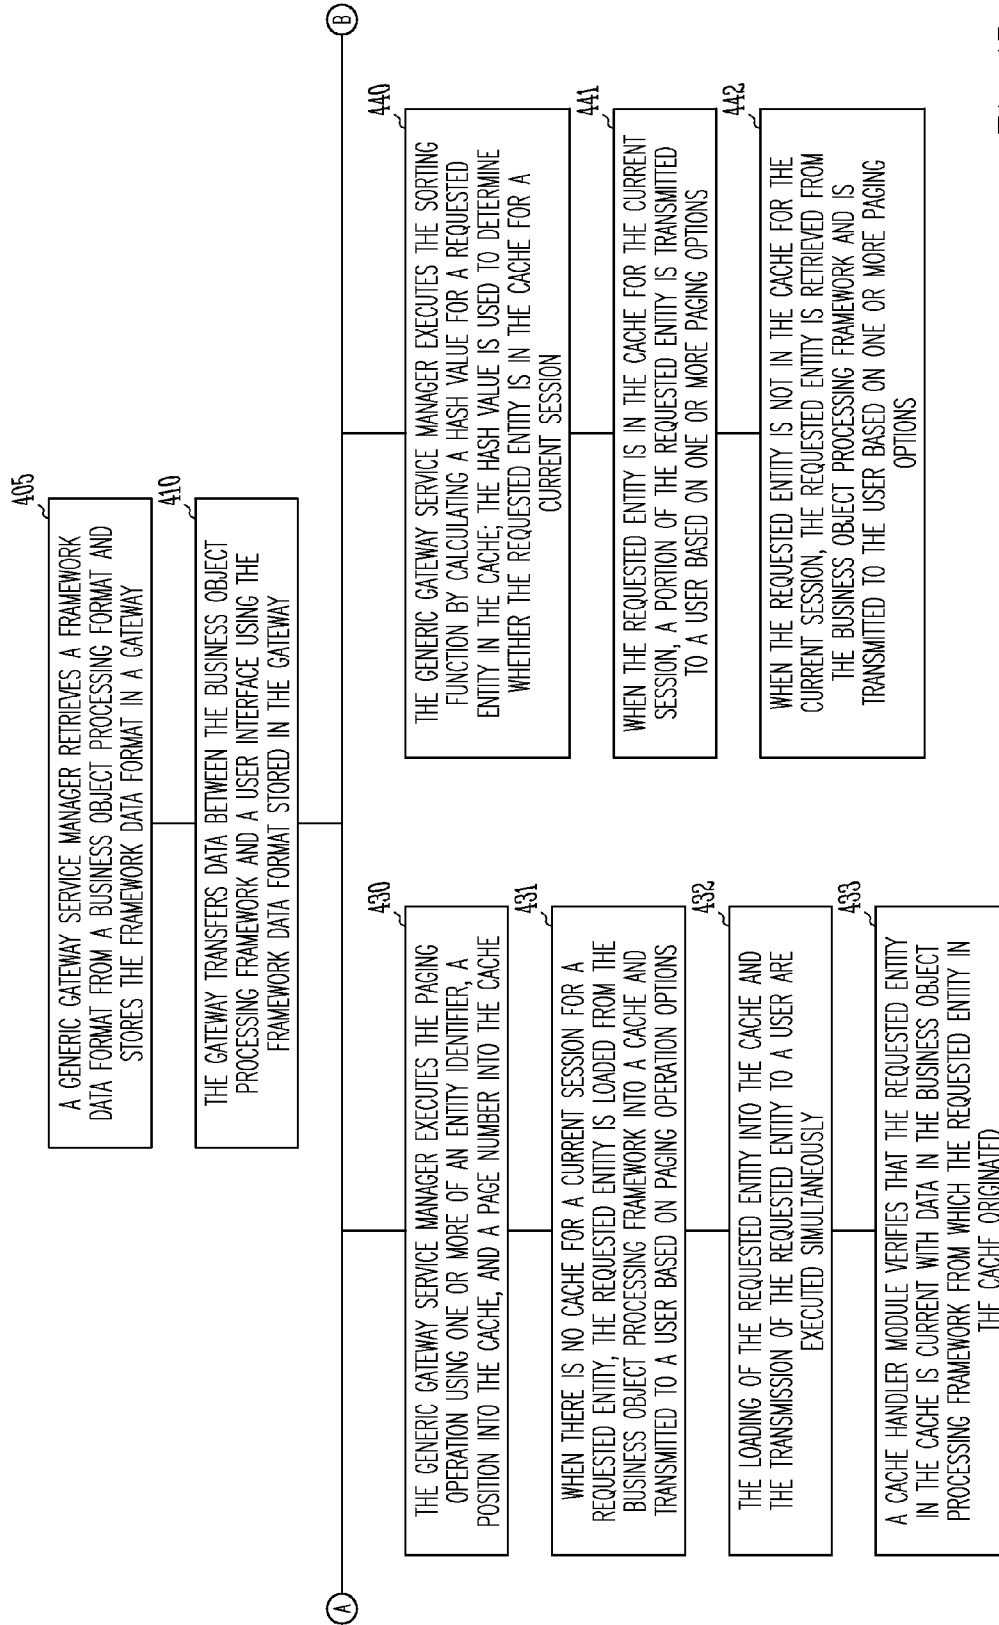 405
A GENERIC GATEWAY SERVICE MANAGER RETRIEVES A FRAMEWORK
DATA FORMAT FROM A BUSINESS OBJECT PROCESSING FORMAT AND
STORES THE FRAMEWORK DATA FORMAT IN A GATEWAY
410
THE GATEWAY TRANSFERS DATA BETWEEN THE BUSINESS OBJECT
PROCESSING FRAMEWORK AND A USER INTERFACE USING THE
FRAMEWORK DATA FORMAT STORED IN THE GATEWAY
A
B
430
THE GENERIC GATEWAY SERVICE MANAGER EXECUTES THE PAGING
OPERATION USING ONE OR MORE OF AN ENTITY IDENTIFIER, A
POSITION INTO THE CACHE, AND A PAGE NUMBER INTO THE CACHE
431
WHEN THERE IS NO CACHE FOR A CURRENT SESSION FOR A
REQUESTED ENTITY, THE REQUESTED ENTITY IS LOADED FROM THE
BUSINESS OBJECT PROCESSING FRAMEWORK INTO A CACHE AND
TRANSMITTED TO A USER BASED ON PAGING OPERATION OPTIONS
432
THE LOADING OF THE REQUESTED ENTITY INTO THE CACHE AND
THE TRANSMISSION OF THE REQUESTED ENTITY TO A USER ARE
EXECUTED SIMULTANEOUSLY
433
A CACHE HANDLER MODULE VERIFIES THAT THE REQUESTED ENTITY
IN THE CACHE IS CURRENT WITH DATA IN THE BUSINESS OBJECT
PROCESSING FRAMEWORK FROM WHICH THE REQUESTED ENTITY IN
THE CACHE ORIGINATED
440
THE GENERIC GATEWAY SERVICE MANAGER EXECUTES THE SORTING
FUNCTION BY CALCULATING A HASH VALUE FOR A REQUESTED
ENTITY IN THE CACHE; THE HASH VALUE IS USED TO DETERMINE
WHETHER THE REQUESTED ENTITY IS IN THE CACHE FOR A
CURRENT SESSION
441
WHEN THE REQUESTED ENTITY IS IN THE CACHE FOR THE CURRENT
SESSION, A PORTION OF THE REQUESTED ENTITY IS TRANSMITTED
TO A USER BASED ON ONE OR MORE PAGING OPTIONS
442
WHEN THE REQUESTED ENTITY IS NOT IN THE CACHE FOR THE
CURRENT SESSION, THE REQUESTED ENTITY IS RETRIEVED FROM
THE BUSINESS OBJECT PROCESSING FRAMEWORK AND IS
TRANSMITTED TO THE USER BASED ON ONE OR MORE PAGING
OPTIONS